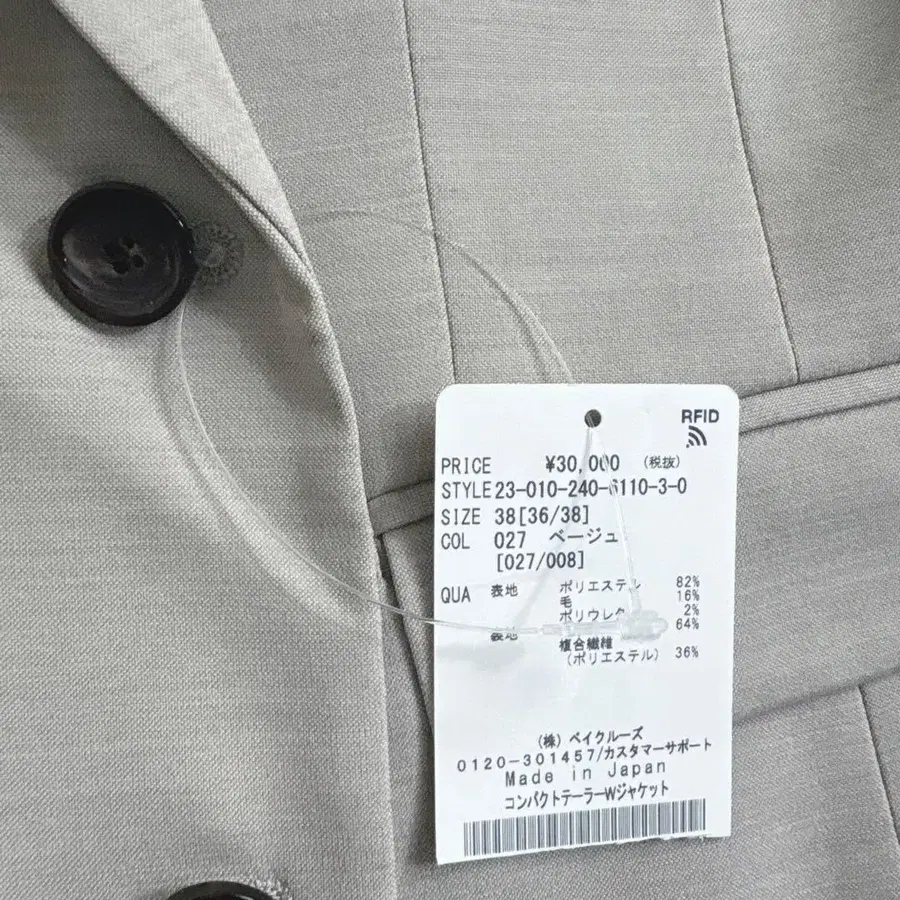 RFID
PRICE ¥30,000 (税抜)
STYLE 23-010-240-6110-3-0
SIZE 38[36/38]
COL 027 ベージュ
[027/008]
QUA 表地 ポリエステル 82%
毛 16%
ポリウレタ 2%
裏地 64%
複合繊維
(ポリエステル) 36%
(株)ベイクルーズ
0120-301457/カスタマーサポート
Made in Japan
コンパクトテーラーWジャケット